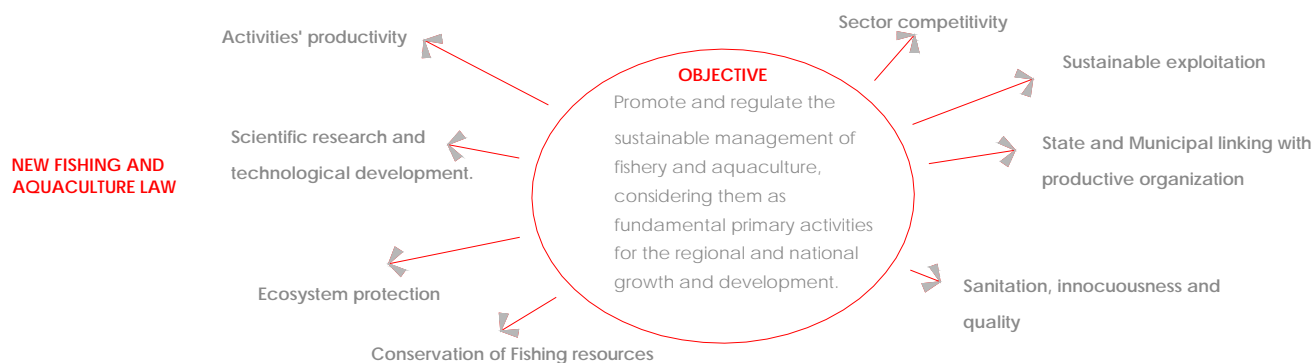 Sector competitivity
Activities' productivity
Sustainable exploitation
OBJECTIVE
Promote and regulate the
sustainable management of
fishery and aquaculture,
considering them as
fundamental primary activities
for the regional and national
growth and development.
Scientific research and
technological development.
State and Municipal linking with
productive organization
NEW FISHING AND
AQUACULTURE LAW
Ecosystem protection
Sanitation, innocuousness and
quality
Conservation of Fishing resources